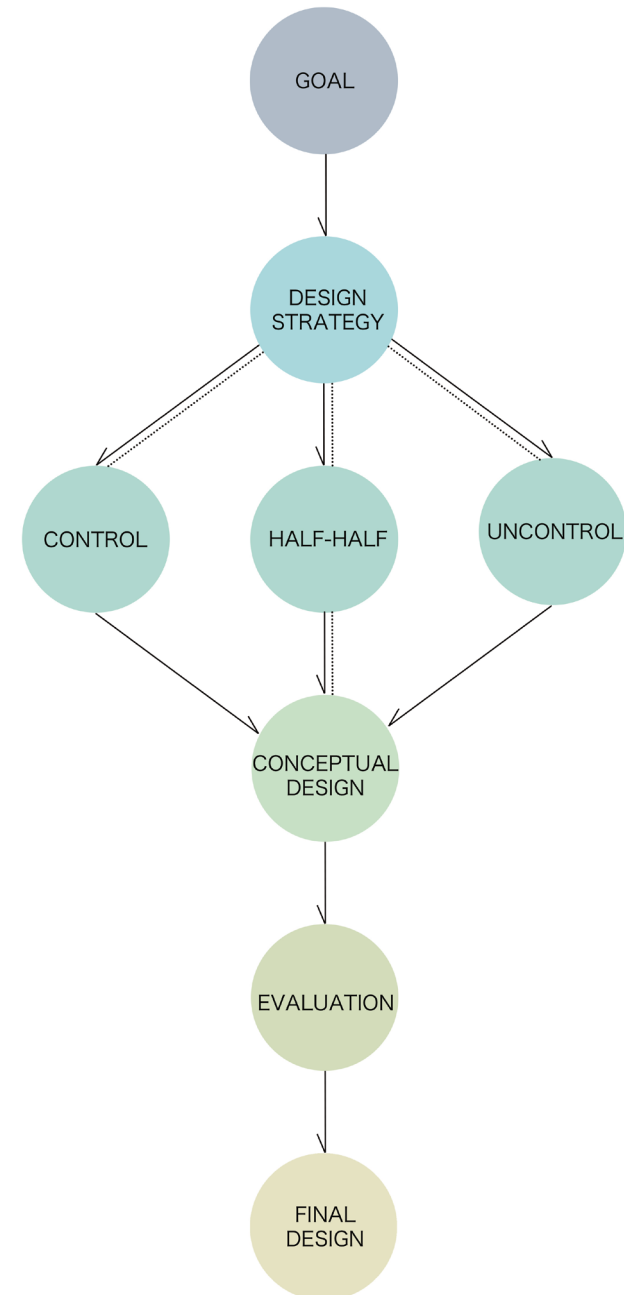 GOAL
DESIGN
STRATEGY
CONTROL
HALF-HALF
UNCONTROL
CONCEPTUAL
DESIGN
EVALUATION
FINAL
DESIGN